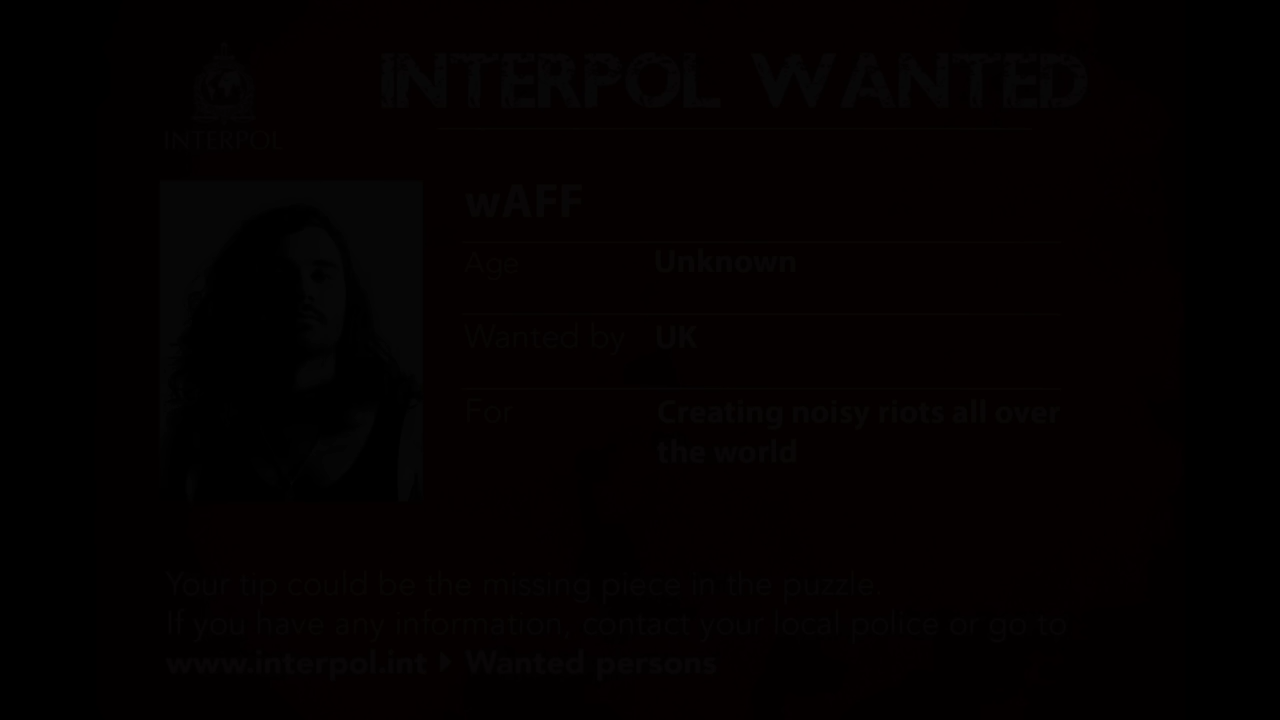 INTERPOL WANTED
INTERPOL
wAFF
Age Unknown
Wanted by UK
For Creating noisy riots all over
the world
Your tip could be the missing piece in the puzzle.
If you have any information, contact your local police or go to
www.interpol.int Wanted persons